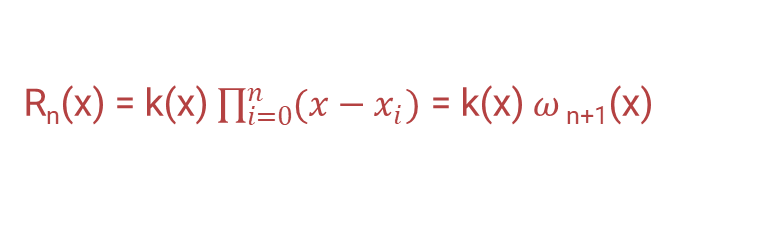 Rₙ(x) = k(x) ∏ⁿᵢ₌₀(𝑥 − 𝑥ᵢ) = k(x) ω ₙ₊₁(x)